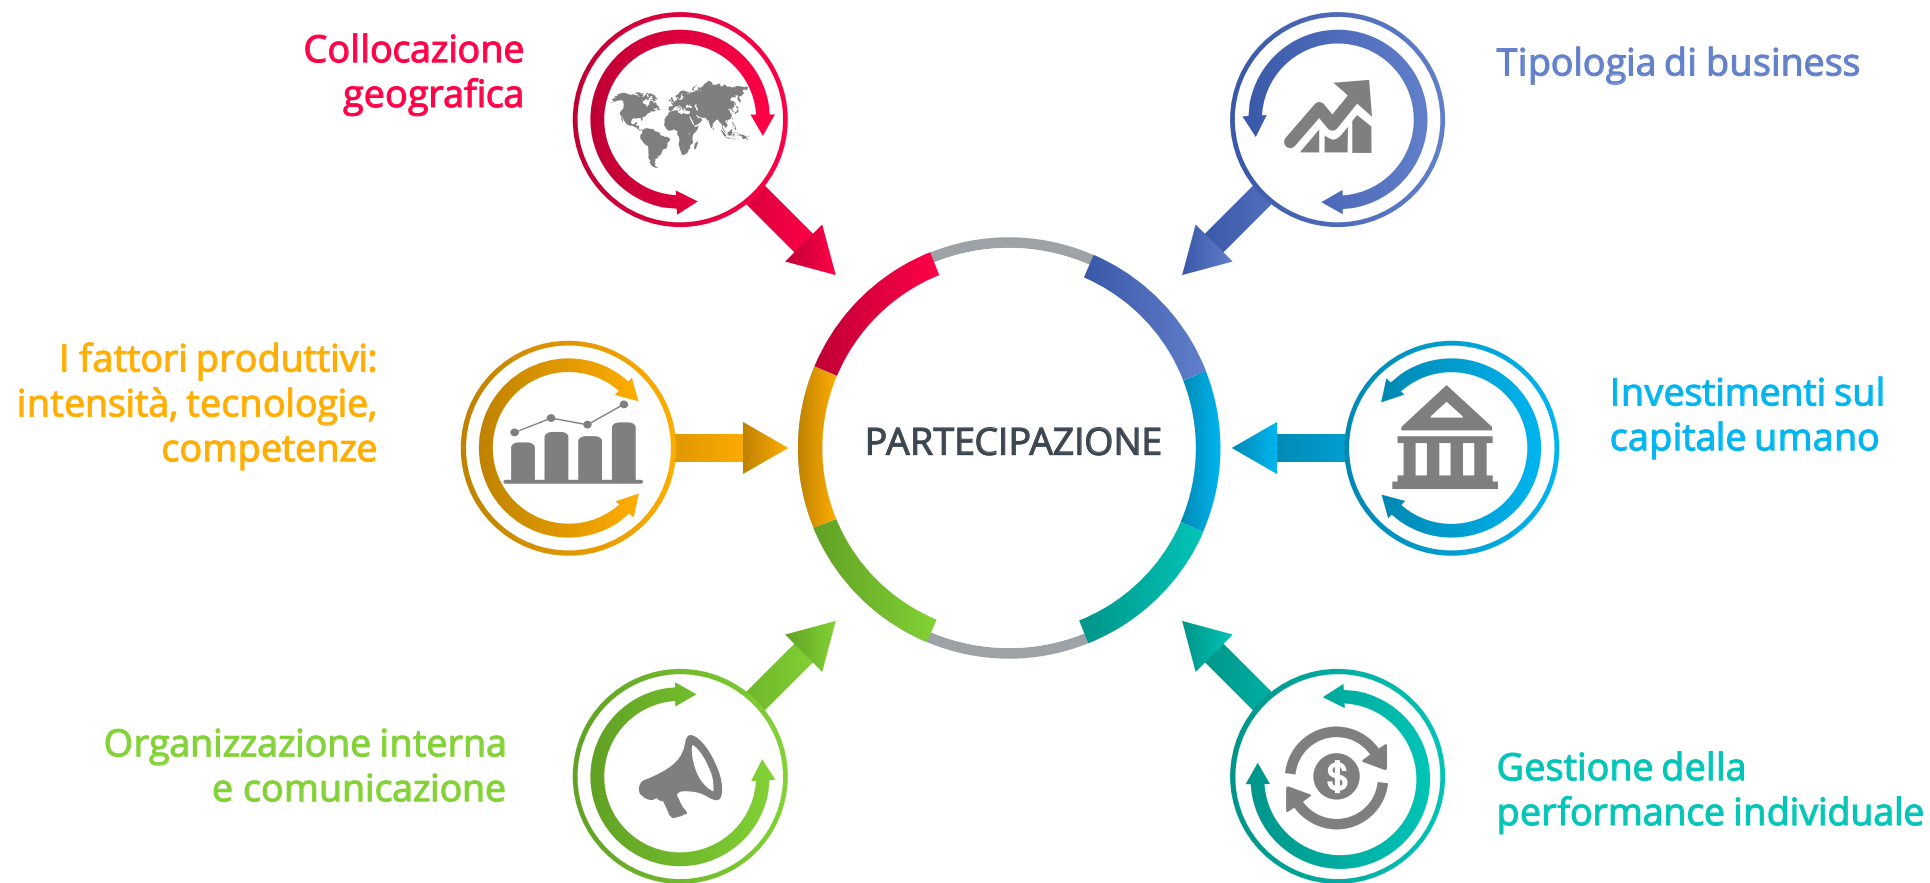 Collocazione
geografica
Tipologia di business
I fattori produttivi:
intensità, tecnologie,
competenze
PARTECIPAZIONE
Investimenti sul
capitale umano
Organizzazione interna
e comunicazione
$
Gestione della
performance individuale